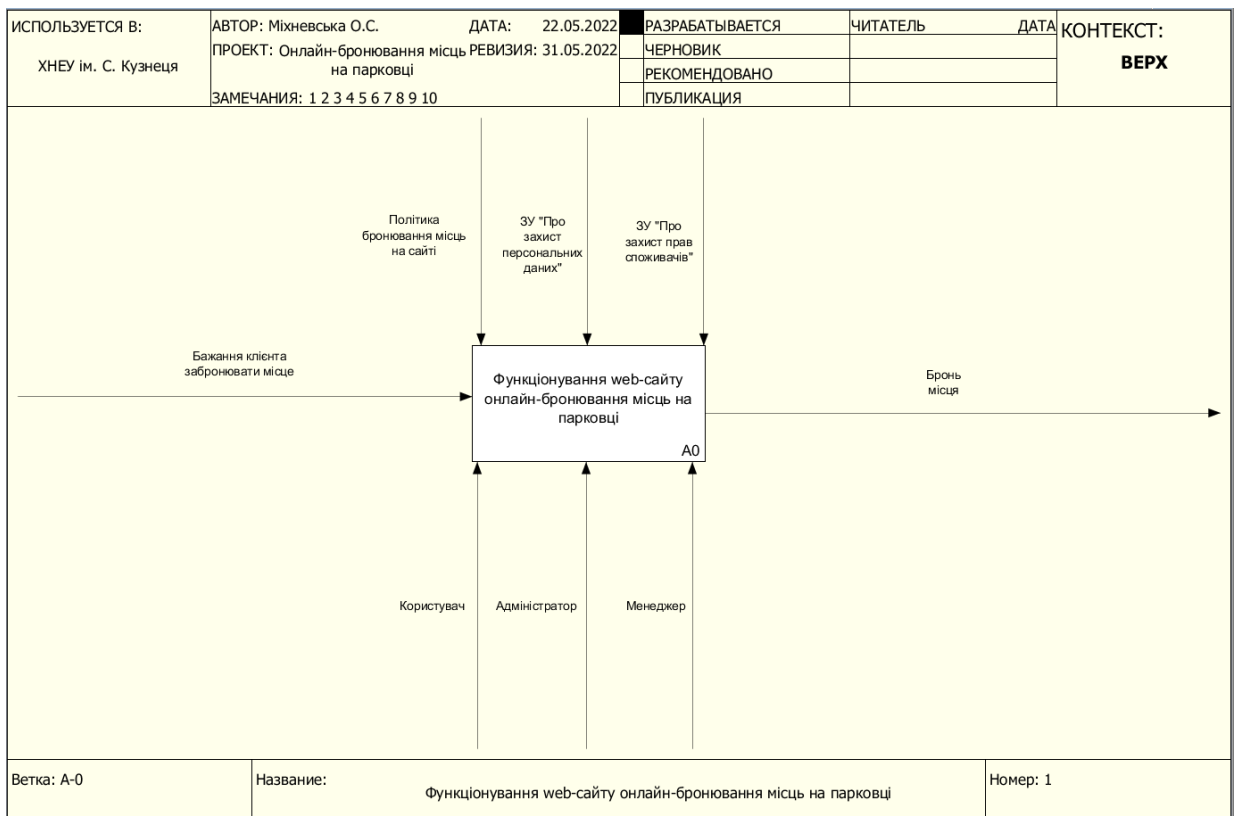 ИСПОЛЬЗУЕТСЯ В:
ХНЕУ ім. С. Кузнеця
АВТОР: Міхневська О.С. ДАТА: 22.05.2022
ПРОЕКТ: Онлайн-бронювання місць РЕВИЗИЯ: 31.05.2022
на парковці
ЗАМЕЧАНИЯ: 1 2 3 4 5 6 7 8 9 10
РАЗРАБАТЫВАЕТСЯ
ЧЕРНОВИК
РЕКОМЕНДОВАНО
ПУБЛИКАЦИЯ
ЧИТАТЕЛЬ ДАТА
КОНТЕКСТ:
ВЕРХ
Політика
бронювання місць
на сайті
ЗУ "Про
захист
персональних
даних"
ЗУ "Про
захист прав
споживачів"
Бажання клієнта
забронювати місце
Функціонування web-сайту
онлайн-бронювання місць на
парковці
A0
Бронь
місця
Користувач
Адміністратор
Менеджер
Ветка: A-0
Название:
Функціонування web-сайту онлайн-бронювання місць на парковці
Номер: 1